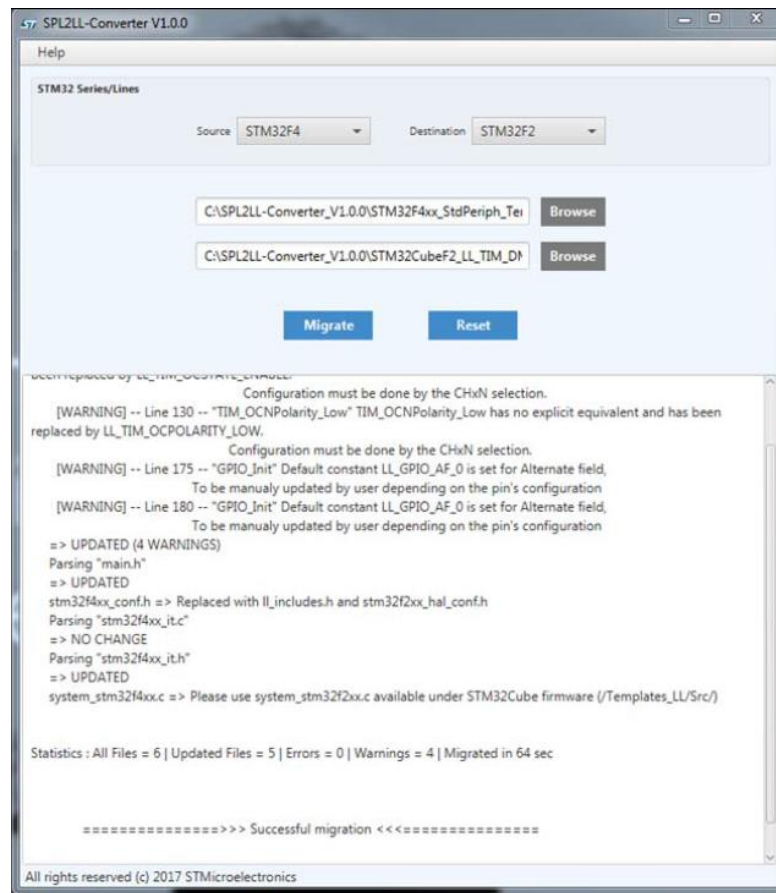 SPL2LL-Converter V1.0.0
Help
STM32 Series/Lines
Source STM32F4 Destination STM32F2
C:\SPL2LL-Converter_V1.0.0\STM32F4xx_StdPeriph_Te Browse
C:\SPL2LL-Converter_V1.0.0\STM32CubeF2_LL_TIM_D Browse
Migrate Reset
been replaced by LL_TIM_OCSTATE_ENABLE.
Configuration must be done by the CHxN selection.
[WARNING] -- Line 130 -- "TIM_OCNPolarity_Low" TIM_OCNPolarity_Low has no explicit equivalent and has been
replaced by LL_TIM_OCPOLARITY_LOW.
Configuration must be done by the CHxN selection.
[WARNING] -- Line 175 -- "GPIO_Init" Default constant LL_GPIO_AF_0 is set for Alternate field,
To be manualy updated by user depending on the pin's configuration
[WARNING] -- Line 180 -- "GPIO_Init" Default constant LL_GPIO_AF_0 is set for Alternate field,
To be manualy updated by user depending on the pin's configuration
=> UPDATED (4 WARNINGS)
Parsing "main.h"
=> UPDATED
stm32f4xx_conf.h => Replaced with ll_includes.h and stm32f2xx_hal_conf.h
Parsing "stm32f4xx_it.c"
=> NO CHANGE
Parsing "stm32f4xx_it.h"
=> UPDATED
system_stm32f4xx.c => Please use system_stm32f2xx.c available under STM32Cube firmware (/Templates_LL/Src/)
Statistics : All Files = 6 | Updated Files = 5 | Errors = 0 | Warnings = 4 | Migrated in 64 sec
===============>>> Successful migration <<<===============
All rights reserved (c) 2017 STMicroelectronics